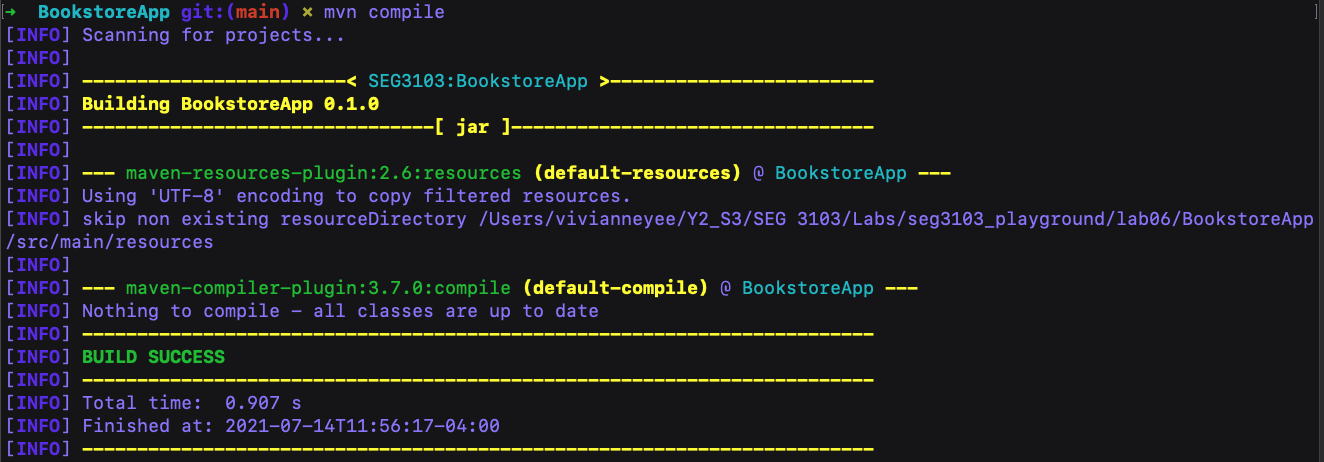 ➜  BookstoreApp git:(main) ✗ mvn compile
[INFO] Scanning for projects...
[INFO]
[INFO] ------------------------< SEG3103:BookstoreApp >------------------------
[INFO] Building BookstoreApp 0.1.0
[INFO] --------------------------------[ jar ]---------------------------------
[INFO]
[INFO] --- maven-resources-plugin:2.6:resources (default-resources) @ BookstoreApp ---
[INFO] Using 'UTF-8' encoding to copy filtered resources.
[INFO] skip non existing resourceDirectory /Users/vivianneyee/Y2_S3/SEG 3103/Labs/seg3103_playground/lab06/BookstoreApp
/src/main/resources
[INFO]
[INFO] --- maven-compiler-plugin:3.7.0:compile (default-compile) @ BookstoreApp ---
[INFO] Nothing to compile - all classes are up to date
[INFO] ------------------------------------------------------------------------
[INFO] BUILD SUCCESS
[INFO] ------------------------------------------------------------------------
[INFO] Total time:  0.907 s
[INFO] Finished at: 2021-07-14T11:56:17-04:00
[INFO] ------------------------------------------------------------------------